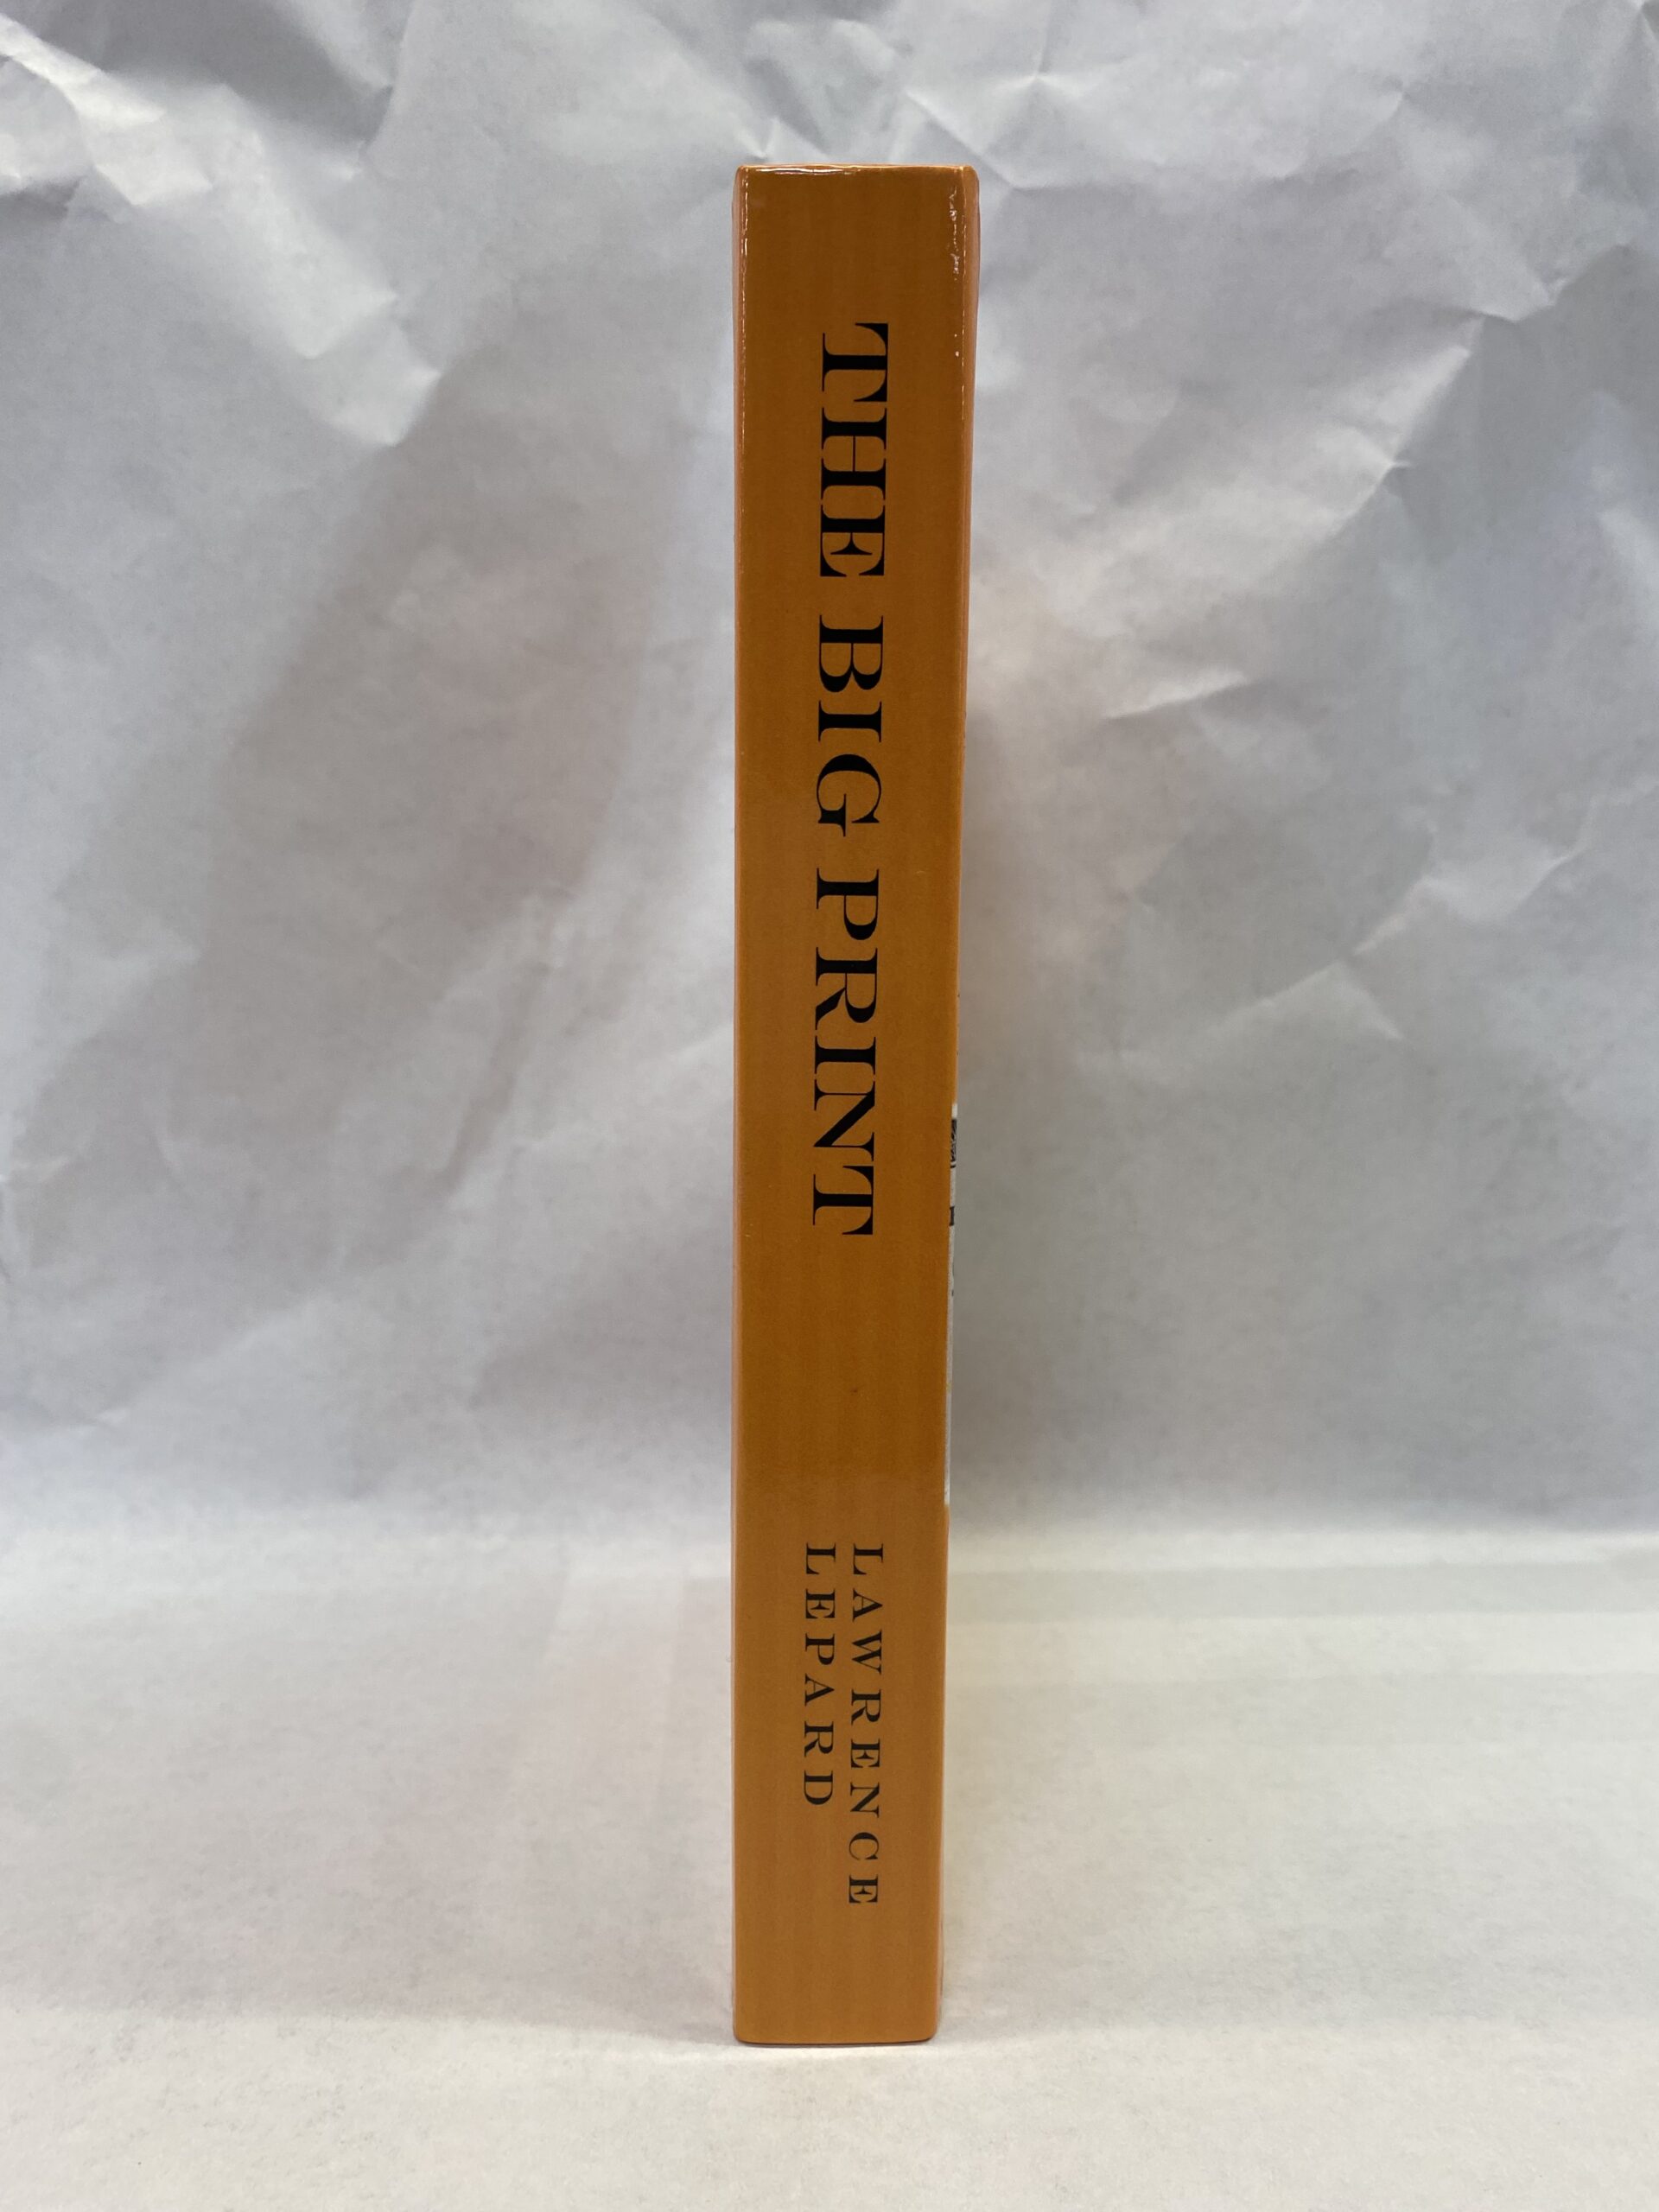 THE BIG PRINT
LAWRENCE
LEPARD